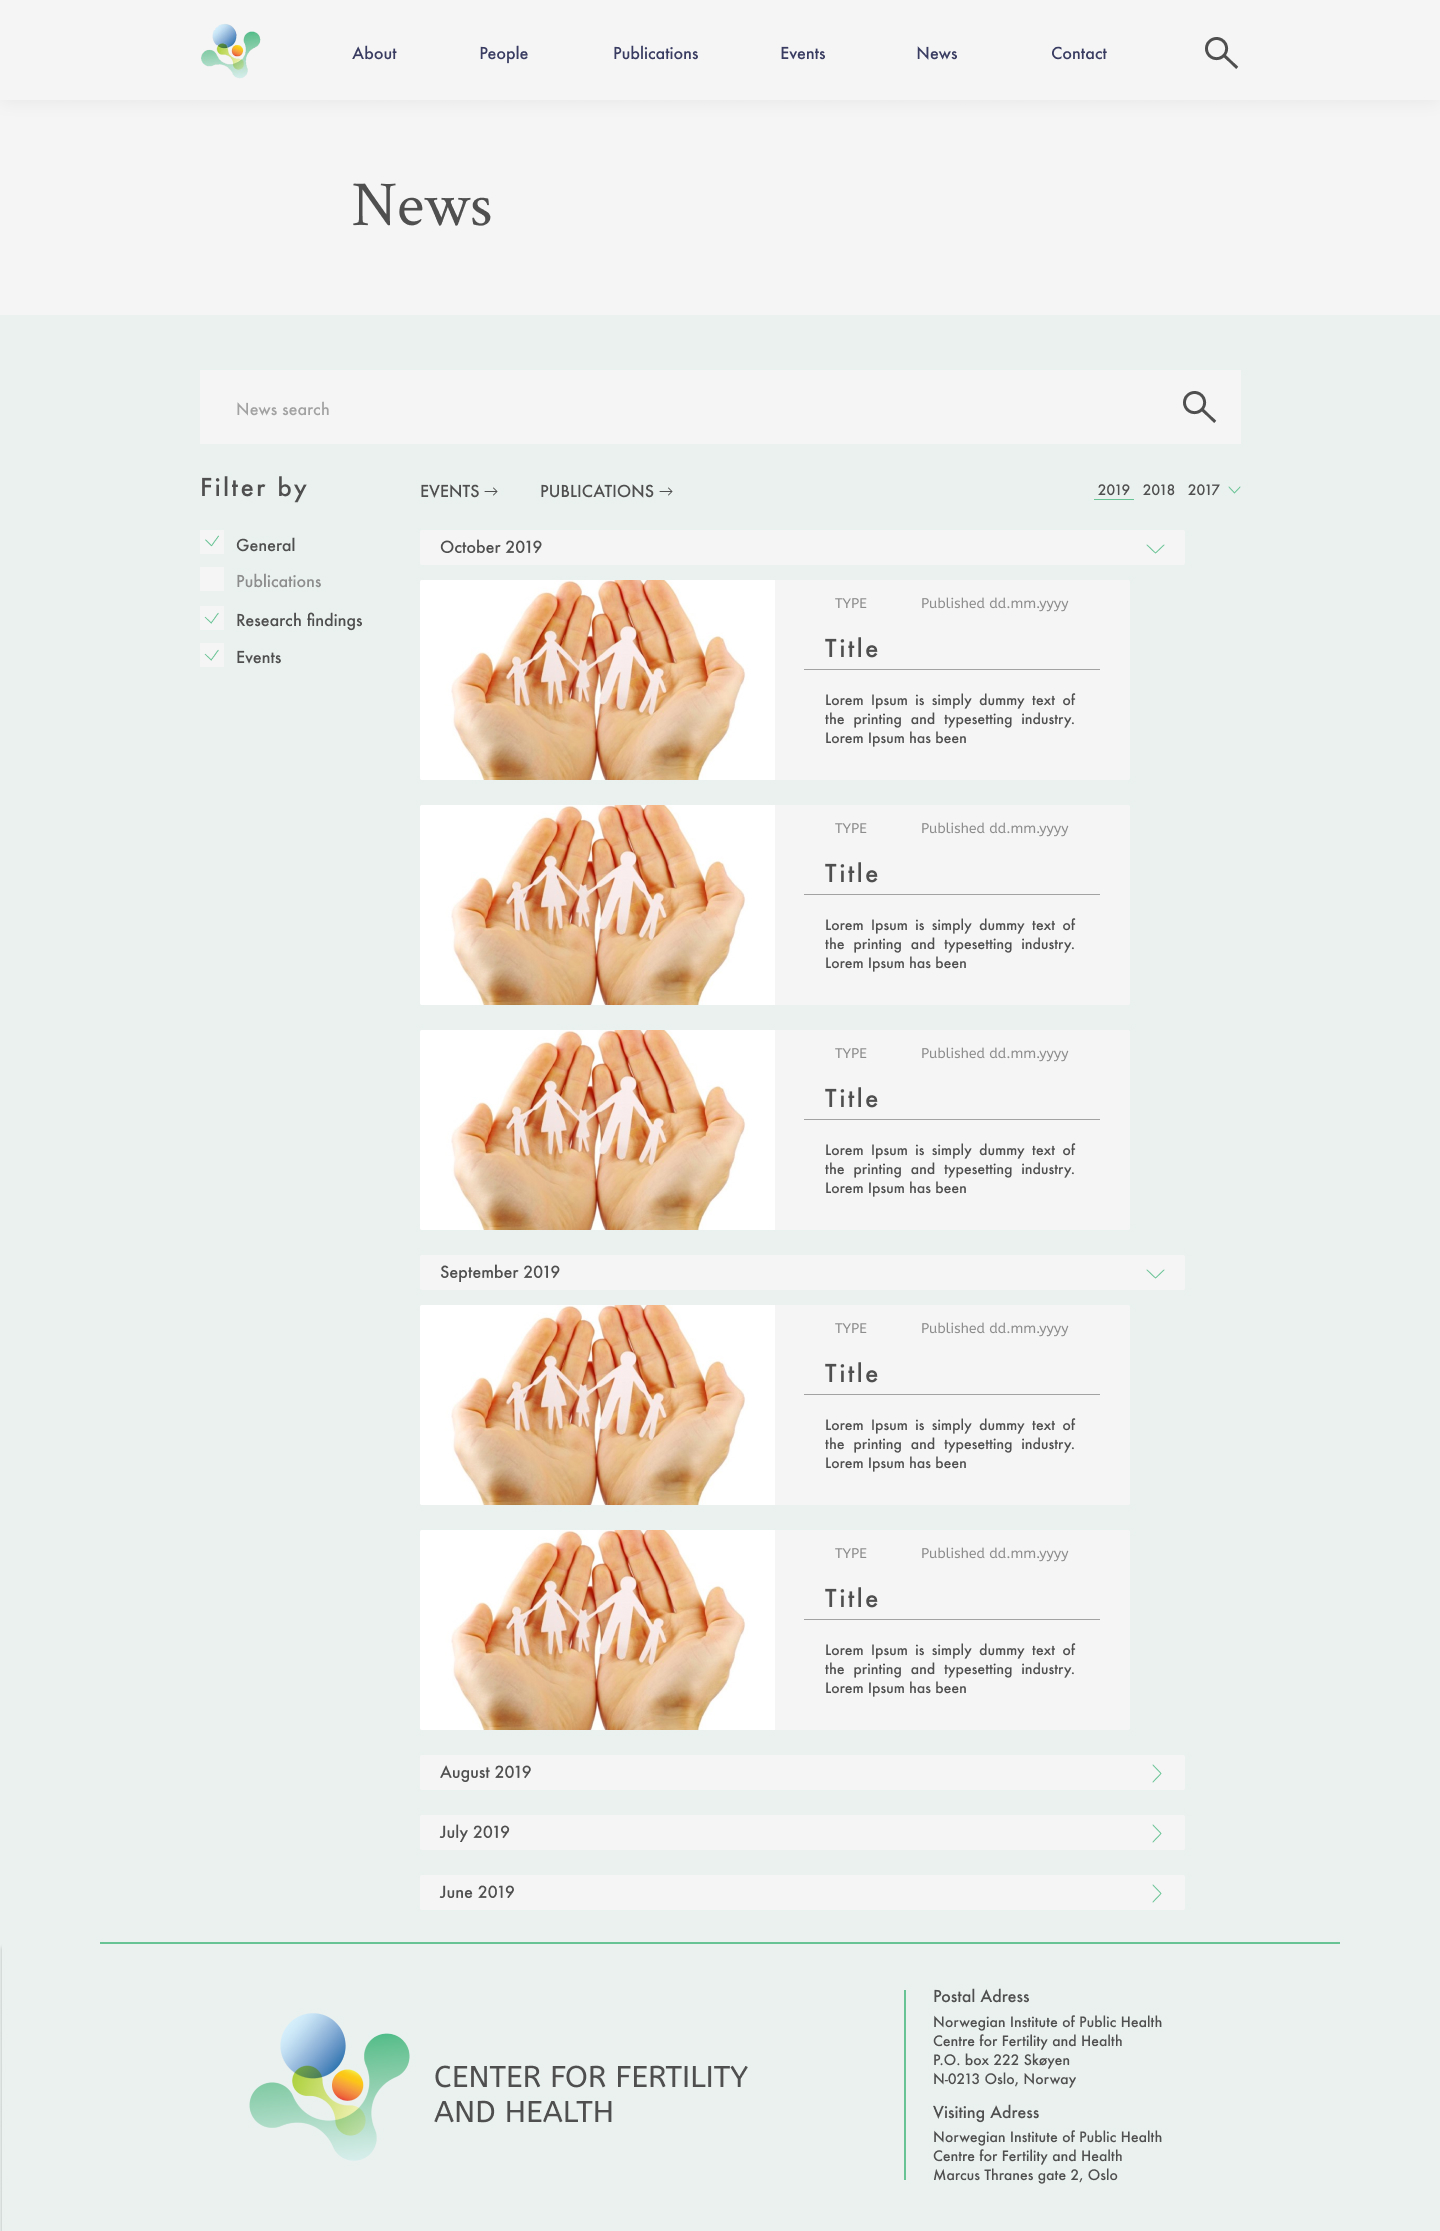 About People Publications Events News Contact
News
News search
Filter by
EVENTS → PUBLICATIONS →
2019 2018 2017
General
Publications
Research findings
Events
October 2019
TYPE Published dd.mm.yyyy
Title
Lorem Ipsum is simply dummy text of
the printing and typesetting industry.
Lorem Ipsum has been
TYPE Published dd.mm.yyyy
Title
Lorem Ipsum is simply dummy text of
the printing and typesetting industry.
Lorem Ipsum has been
TYPE Published dd.mm.yyyy
Title
Lorem Ipsum is simply dummy text of
the printing and typesetting industry.
Lorem Ipsum has been
September 2019
TYPE Published dd.mm.yyyy
Title
Lorem Ipsum is simply dummy text of
the printing and typesetting industry.
Lorem Ipsum has been
TYPE Published dd.mm.yyyy
Title
Lorem Ipsum is simply dummy text of
the printing and typesetting industry.
Lorem Ipsum has been
August 2019
July 2019
June 2019
CENTER FOR FERTILITY
AND HEALTH
Postal Adress
Norwegian Institute of Public Health
Centre for Fertility and Health
P.O. box 222 Skøyen
N-0213 Oslo, Norway
Visiting Adress
Norwegian Institute of Public Health
Centre for Fertility and Health
Marcus Thranes gate 2, Oslo